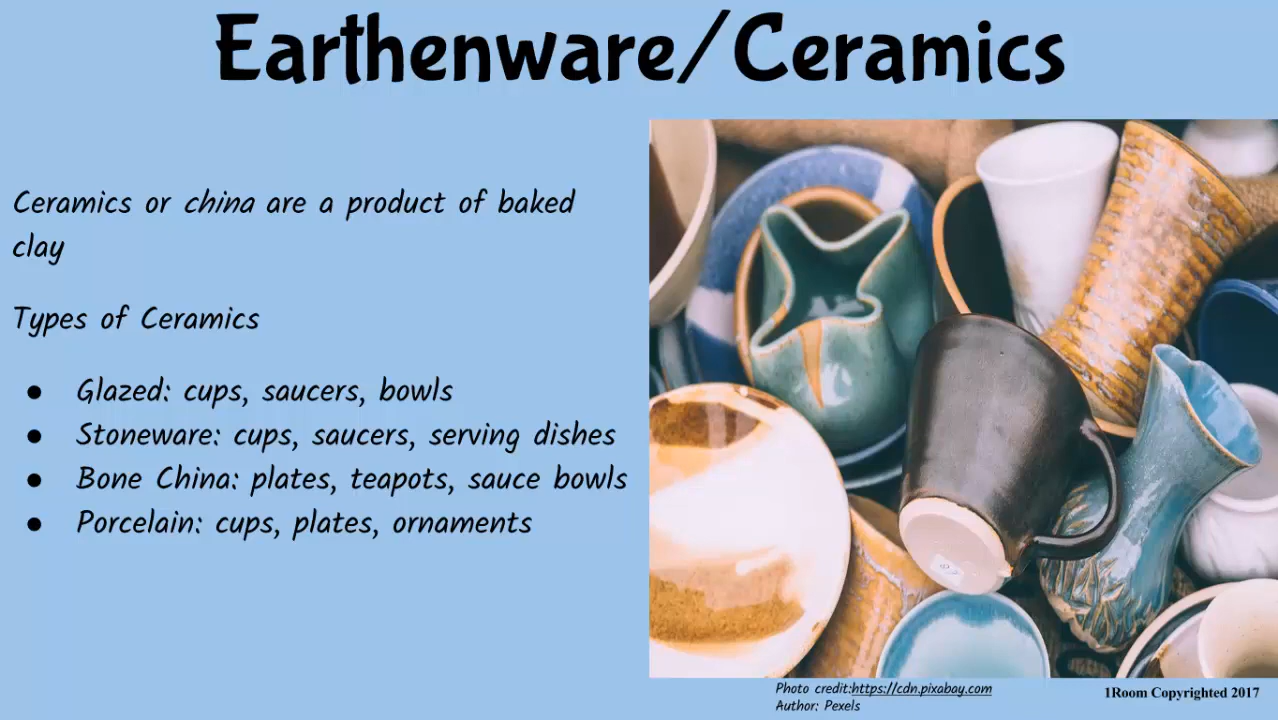 Earthenware/Ceramics
Ceramics or china are a product of baked
clay
Types of Ceramics
● Glazed: cups, saucers, bowls
● Stoneware: cups, saucers, serving dishes
● Bone China: plates, teapots, sauce bowls
● Porcelain: cups, plates, ornaments
Photo credit:https://cdn.pixabay.com
Author: Pexels
1Room Copyrighted 2017